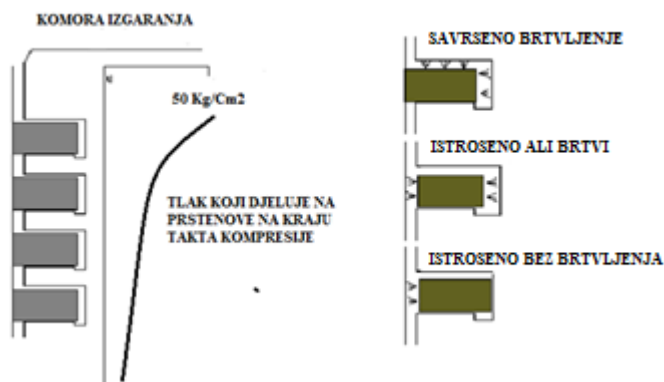 KOMORA IZGARANJA
50 Kg/Cm2
TLAK KOJI DJELUJE NA
PRSTENOVE NA KRAJU
TAKTA KOMPRESIJE
SAVRSENO BRTVLJENJE
ISTROSENO ALI BRTVI
ISTROSENO BEZ BRTVLJENJA